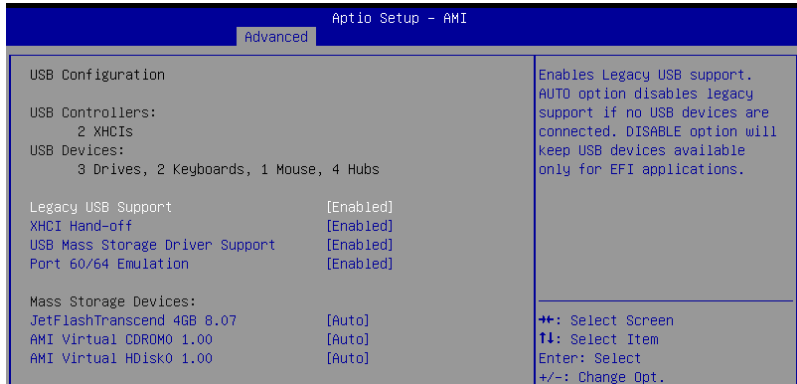 Aptio Setup – AMI
Advanced
USB Configuration
USB Controllers:
2 XHCIs
USB Devices:
3 Drives, 2 Keyboards, 1 Mouse, 4 Hubs
Legacy USB Support [Enabled]
XHCI Hand-off [Enabled]
USB Mass Storage Driver Support [Enabled]
Port 60/64 Emulation [Enabled]
Mass Storage Devices:
JetFlashTranscend 4GB 8.07 [Auto]
AMI Virtual CDROM0 1.00 [Auto]
AMI Virtual HDisk0 1.00 [Auto]
Enables Legacy USB support.
AUTO option disables legacy
support if no USB devices are
connected. DISABLE option will
keep USB devices available
only for EFI applications.
→←: Select Screen
↑↓: Select Item
Enter: Select
+/-: Change Opt.